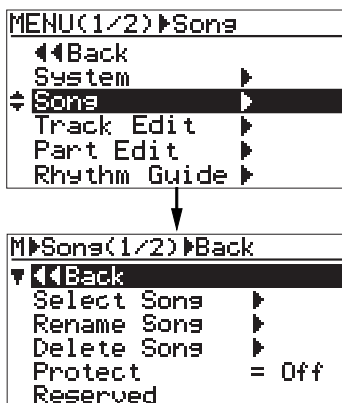 MENU(1/2)▶Song
◀◀Back
System ▶
Song ▶
Track Edit ▶
Part Edit ▶
Rhythm Guide ▶
M▶Song(1/2)▶Back
◀◀Back
Select Song ▶
Rename Song ▶
Delete Song ▶
Protect = Off
Reserved